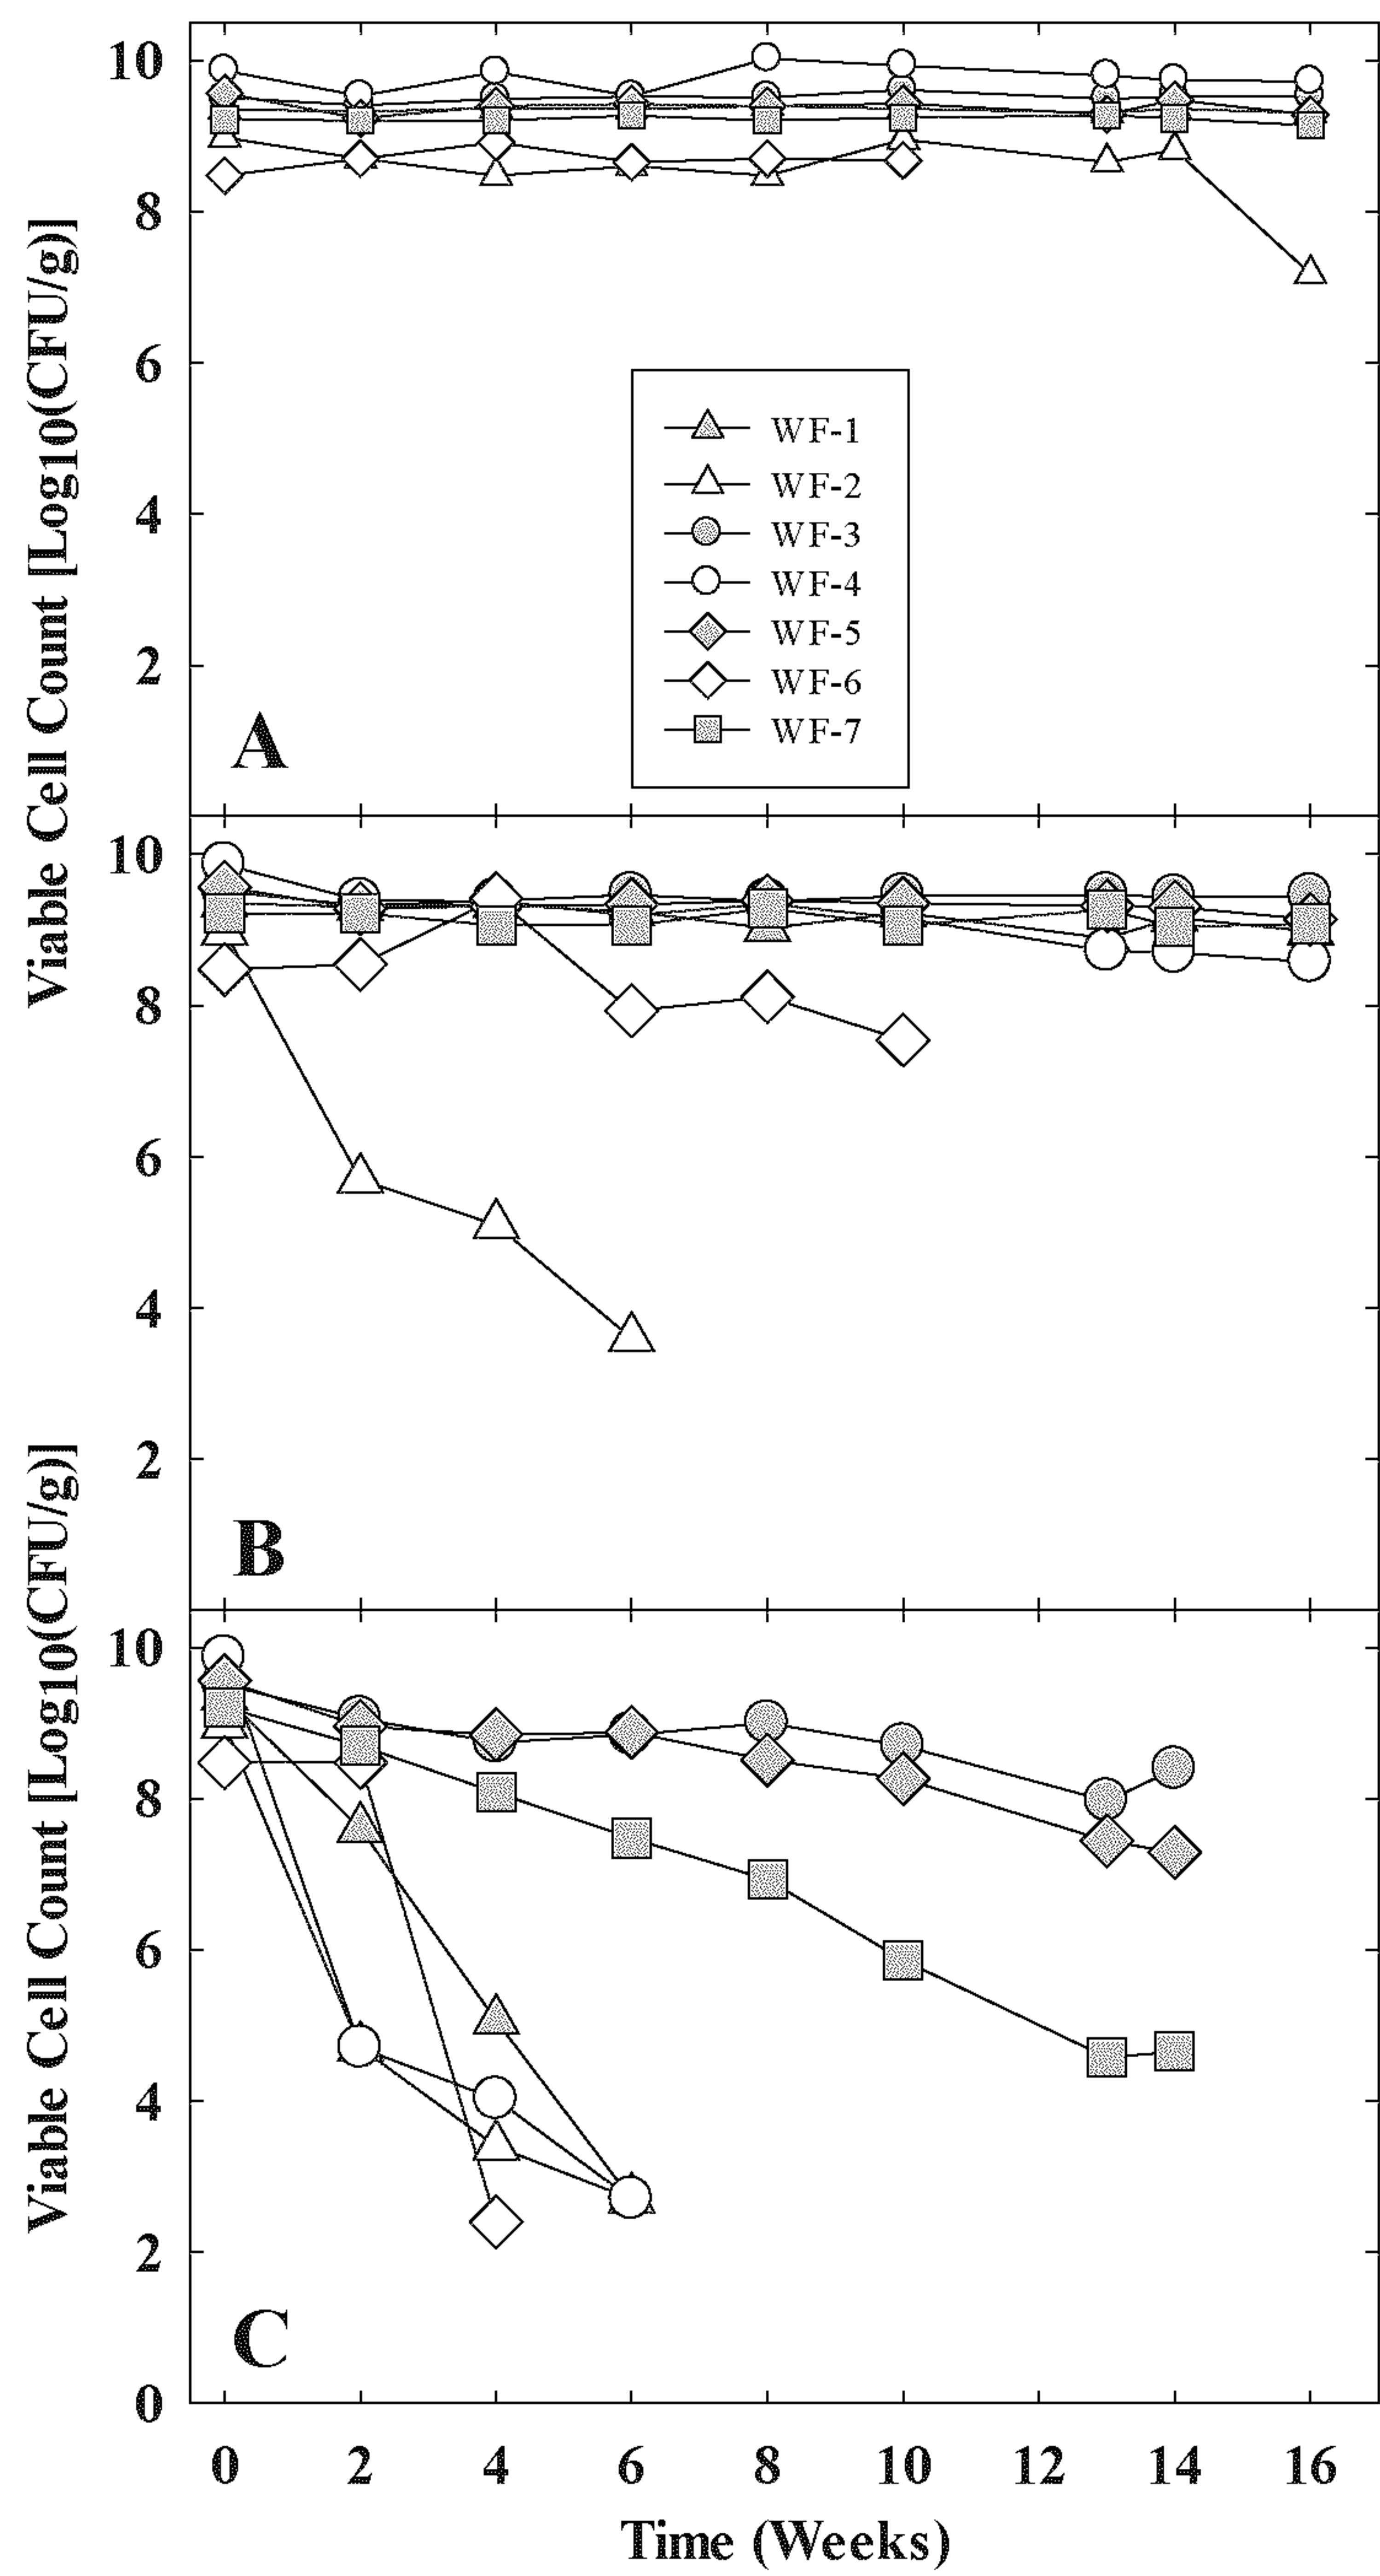 Viable Cell Count [Log10(CFU/g)]
10
8
6
4
2
WF-1
WF-2
WF-3
WF-4
WF-5
WF-6
WF-7
A
10
8
6
4
2
B
Viable Cell Count [Log10(CFU/g)]
10
8
6
4
2
0
C
0 2 4 6 8 10 12 14 16
Time (Weeks)